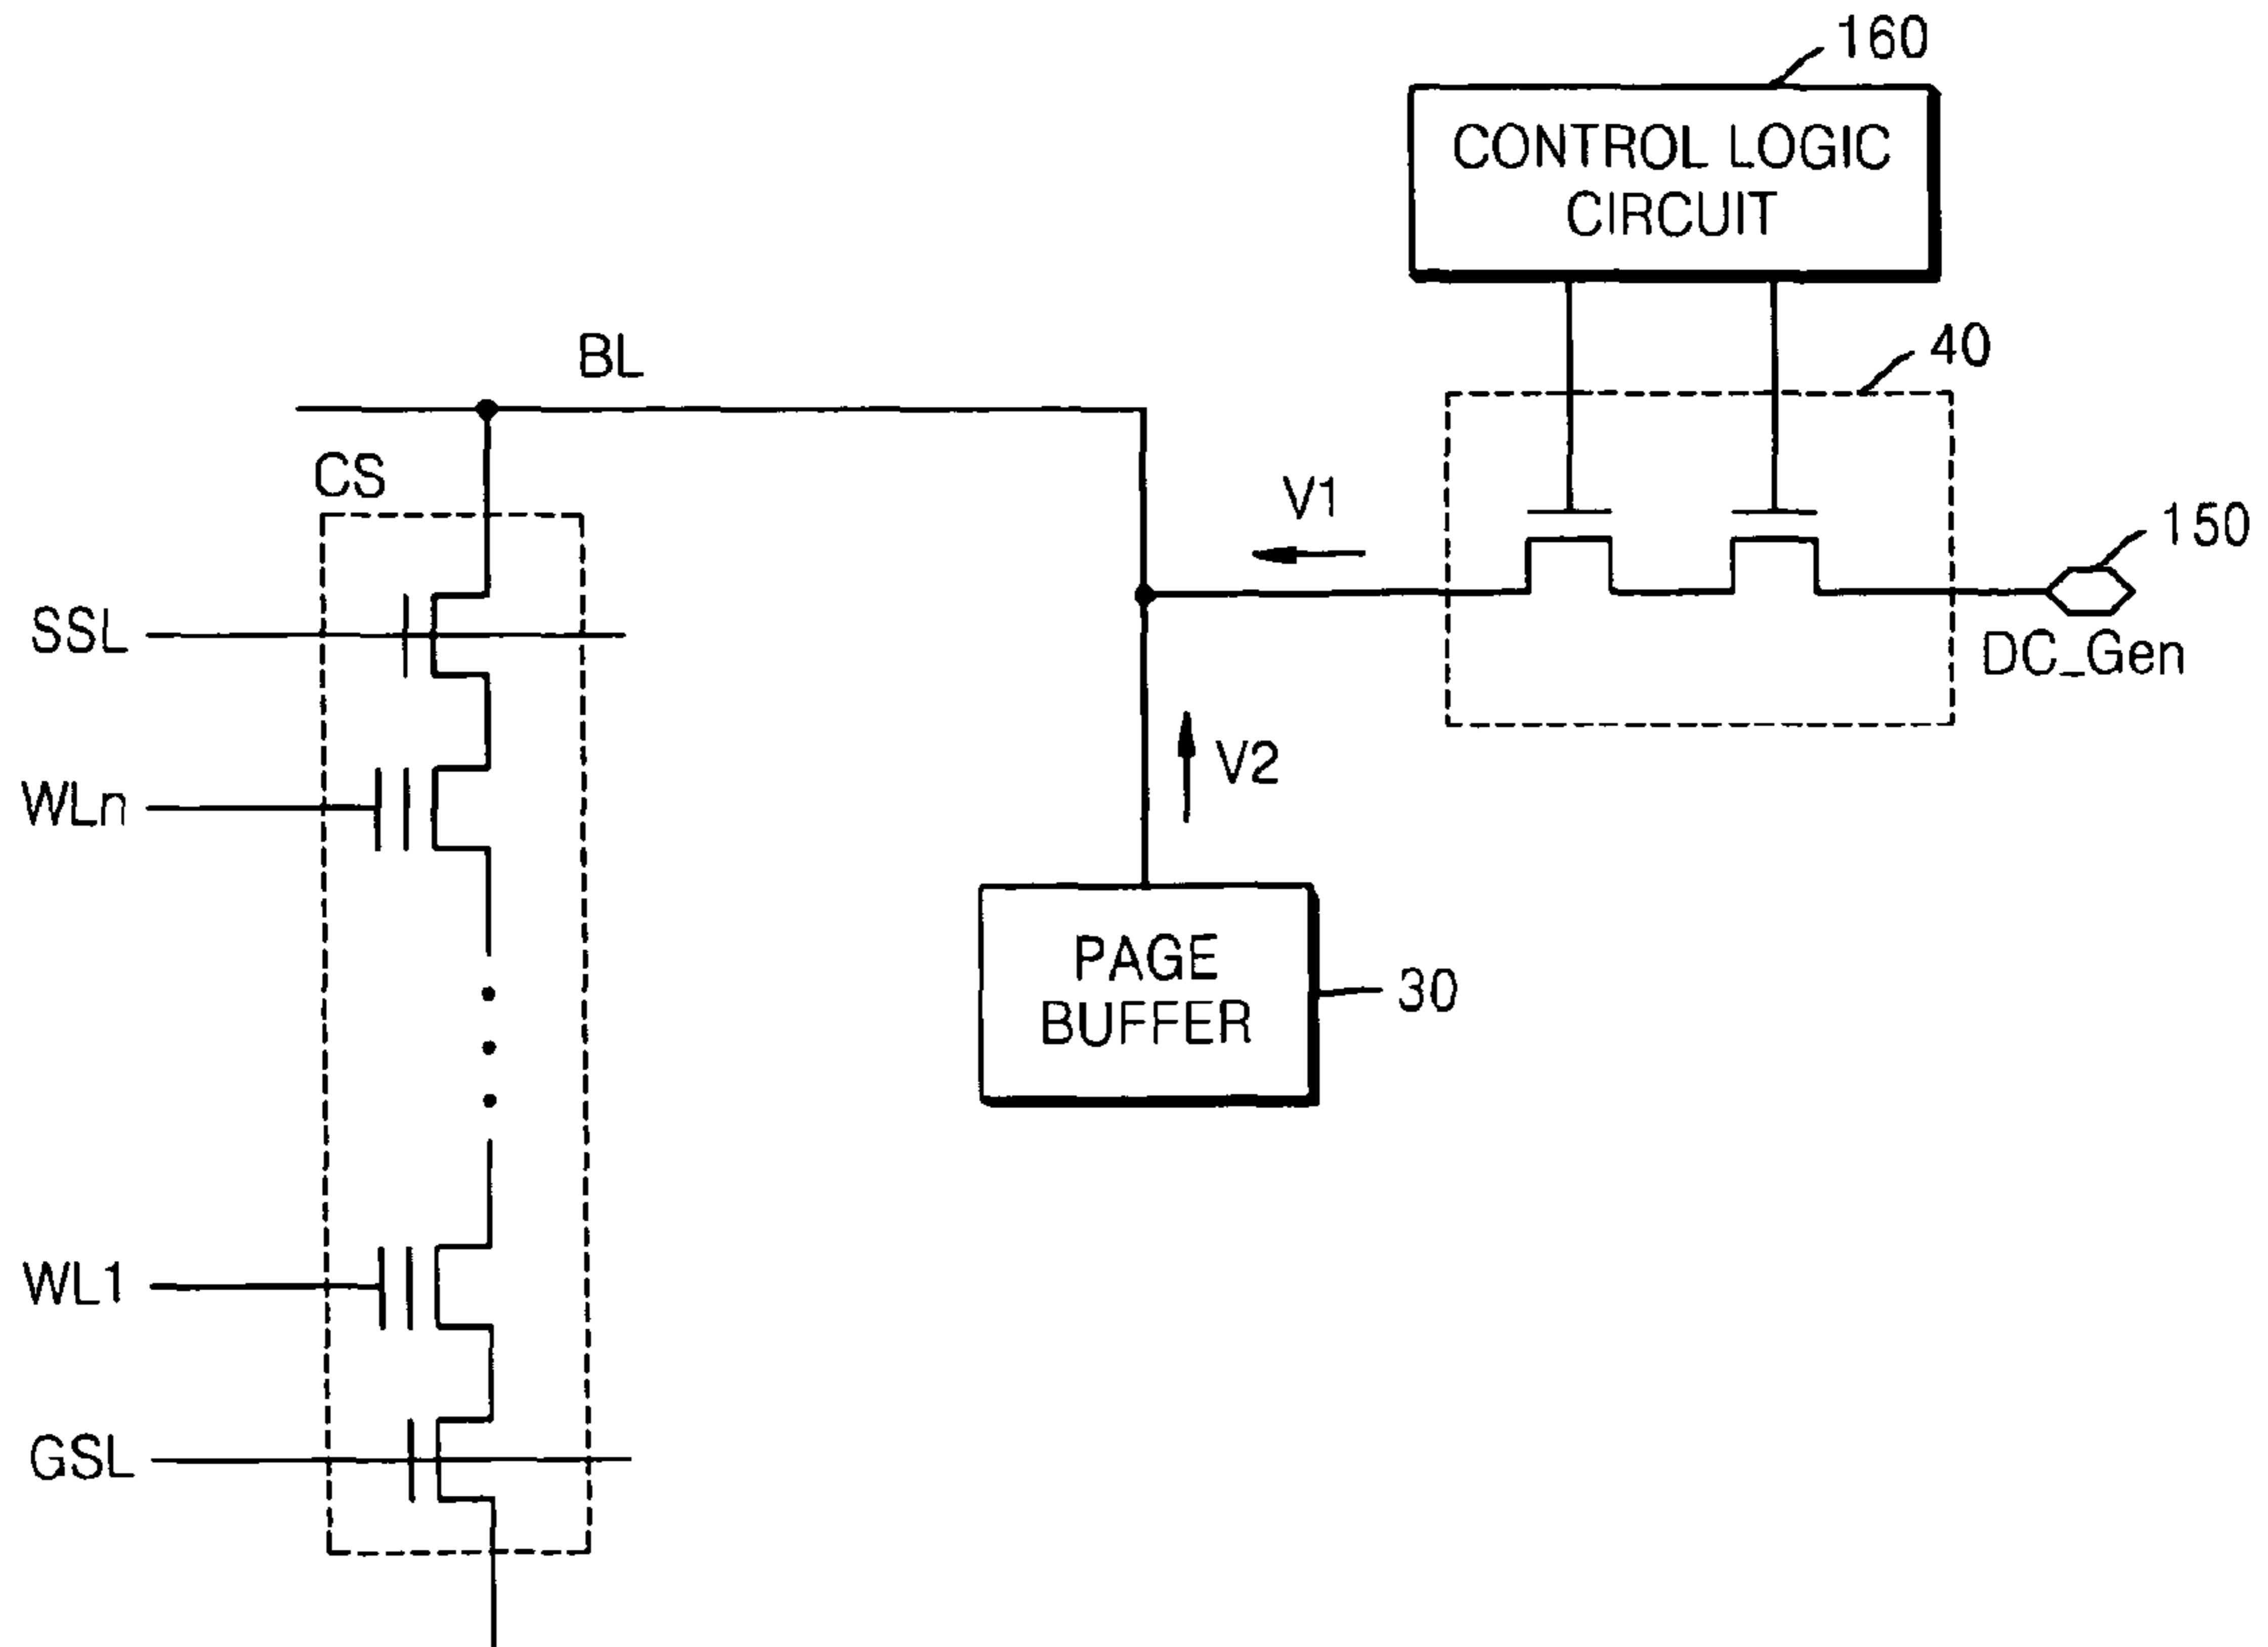 160
CONTROL LOGIC
CIRCUIT
40
BL
CS
V1
150
SSL
DC_Gen
V2
WLn
PAGE
BUFFER
30
WL1
GSL